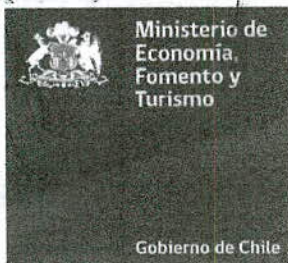 Ministerio de
Economía,
Fomento y
Turismo
Gobierno de Chile